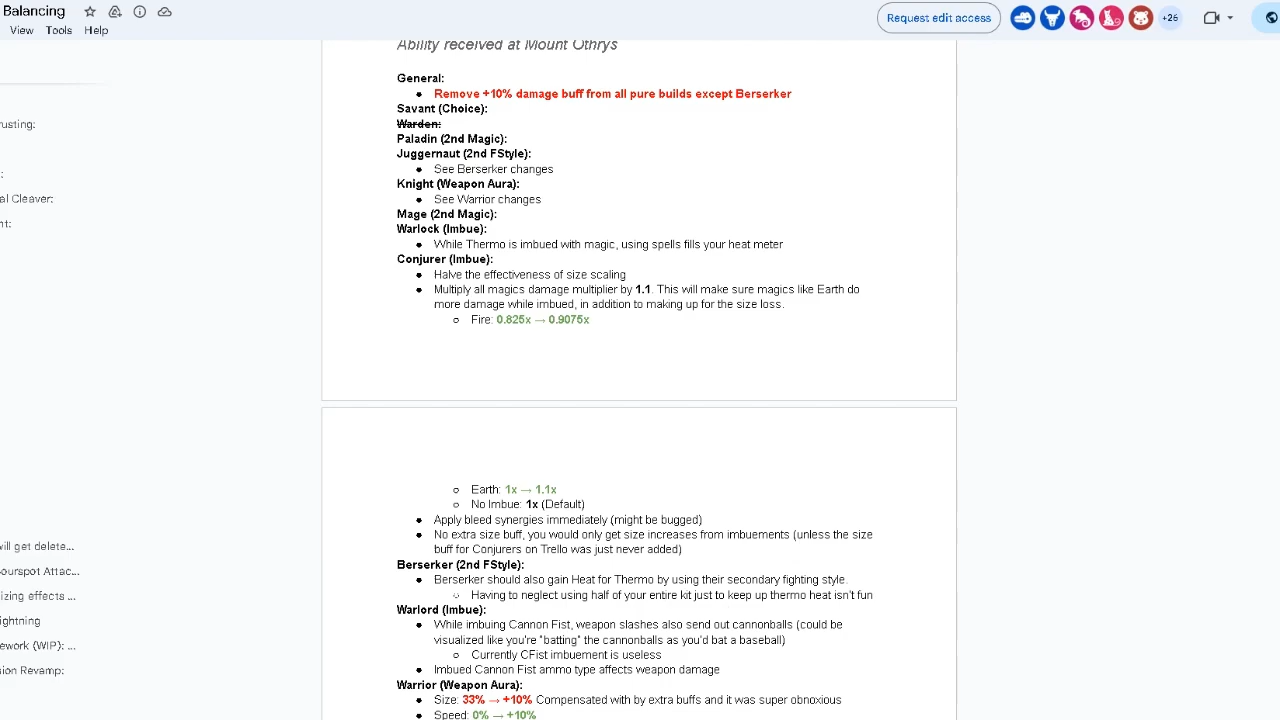 Balancing
Request edit access
+26
View Tools Help
Ability received at Mount Othrys
General:
Remove +10% damage buff from all pure builds except Berserker
Savant (Choice):
Warden:
Paladin (2nd Magic):
Juggernaut (2nd FStyle):
See Berserker changes
Knight (Weapon Aura):
See Warrior changes
Mage (2nd Magic):
Warlock (Imbue):
While Thermo is imbued with magic, using spells fills your heat meter
Conjurer (Imbue):
Halve the effectiveness of size scaling
Multiply all magics damage multiplier by 1.1. This will make sure magics like Earth do
more damage while imbued, in addition to making up for the size loss.
Fire: 0.825x → 0.9075x
Earth: 1x → 1.1x
No Imbue: 1x (Default)
Apply bleed synergies immediately (might be bugged)
No extra size buff, you would only get size increases from imbuements (unless the size
buff for Conjurers on Trello was just never added)
Berserker (2nd FStyle):
Berserker should also gain Heat for Thermo by using their secondary fighting style.
Having to neglect using half of your entire kit just to keep up thermo heat isn't fun
Warlord (Imbue):
While imbuing Cannon Fist, weapon slashes also send out cannonballs (could be
visualized like you're "batting" the cannonballs as you'd bat a baseball)
Currently CFist imbuement is useless
Imbued Cannon Fist ammo type affects weapon damage
Warrior (Weapon Aura):
Size: 33% → +10% Compensated with by extra buffs and it was super obnoxious
Speed: 0% → +10%
rusting:
:
al Cleaver:
nt:
will get delete...
ourspot Attac...
izing effects ...
ightning
ework (WIP): ...
sion Revamp: